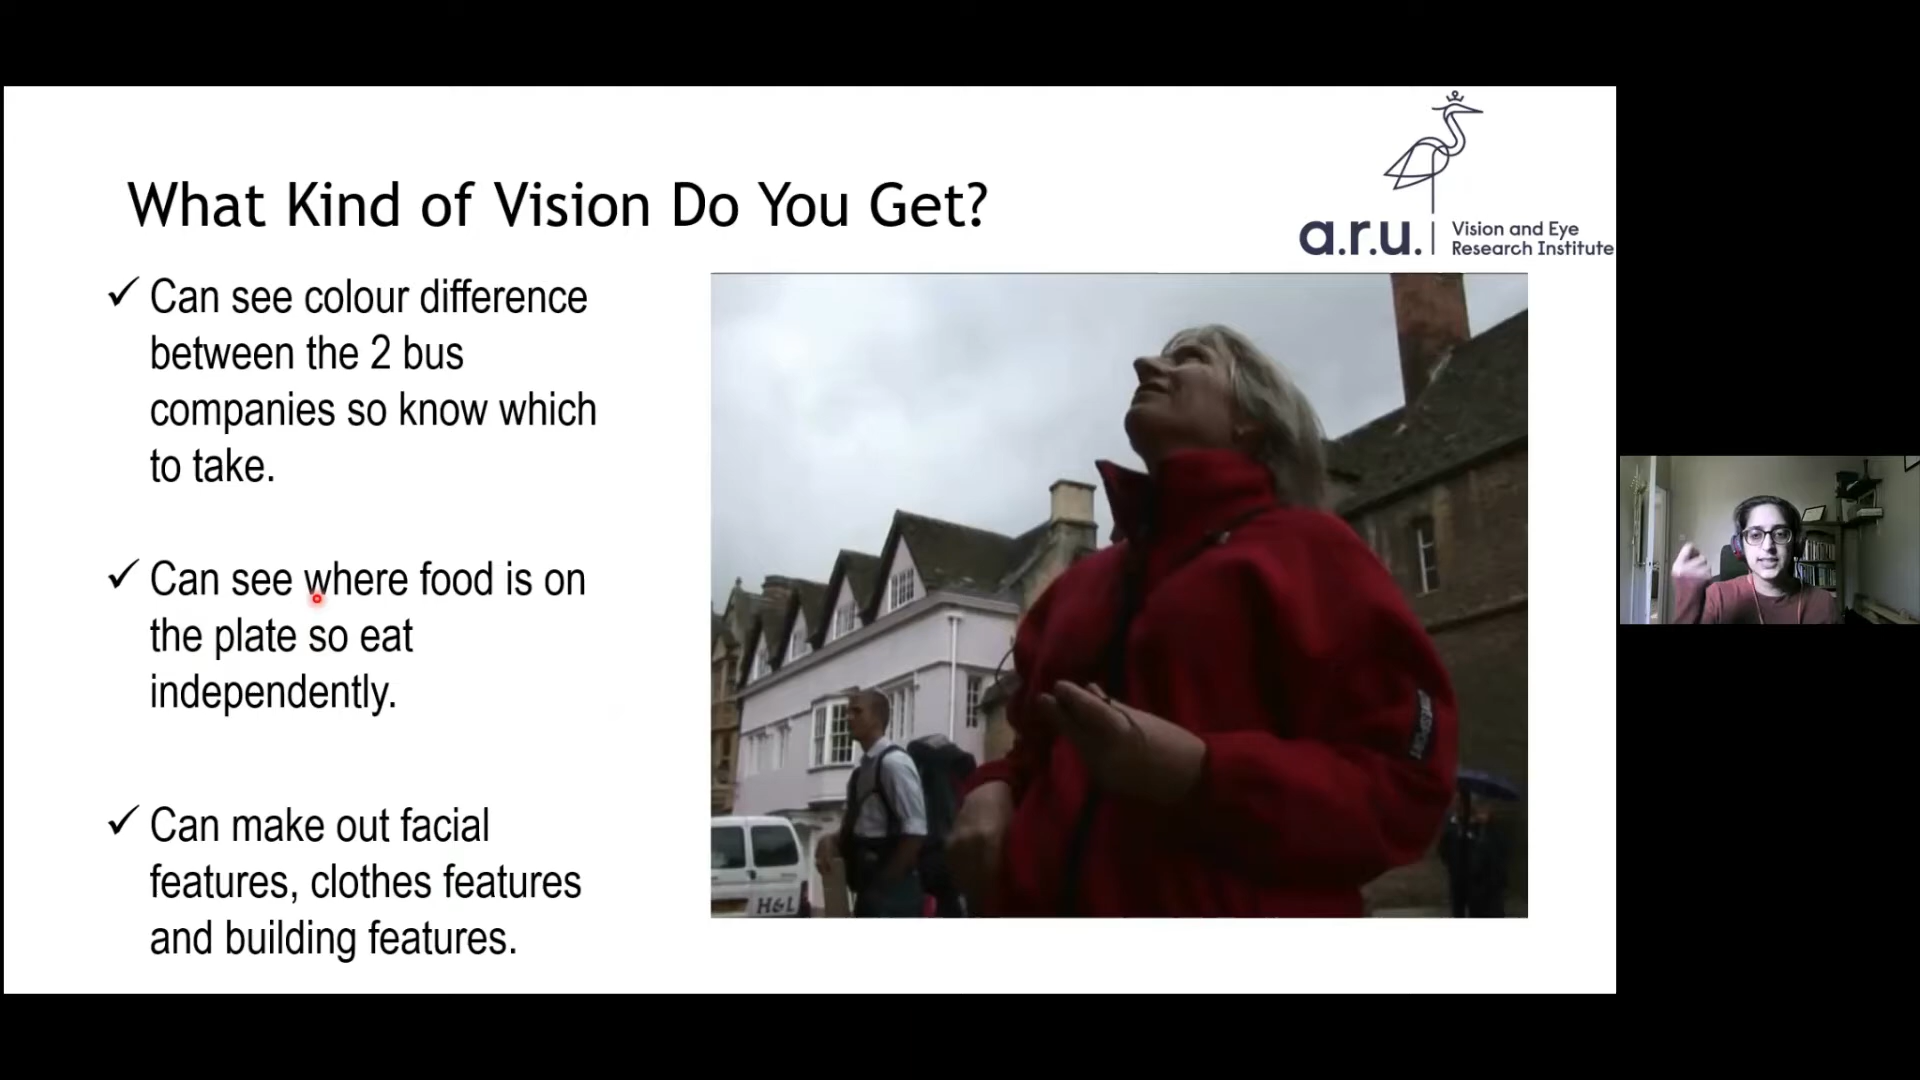 What Kind of Vision Do You Get?
a.r.u.
Vision and Eye
Research Institute
✓ Can see colour difference
between the 2 bus
companies so know which
to take.
✓ Can see where food is on
the plate so eat
independently.
✓ Can make out facial
features, clothes features
and building features.
H&L